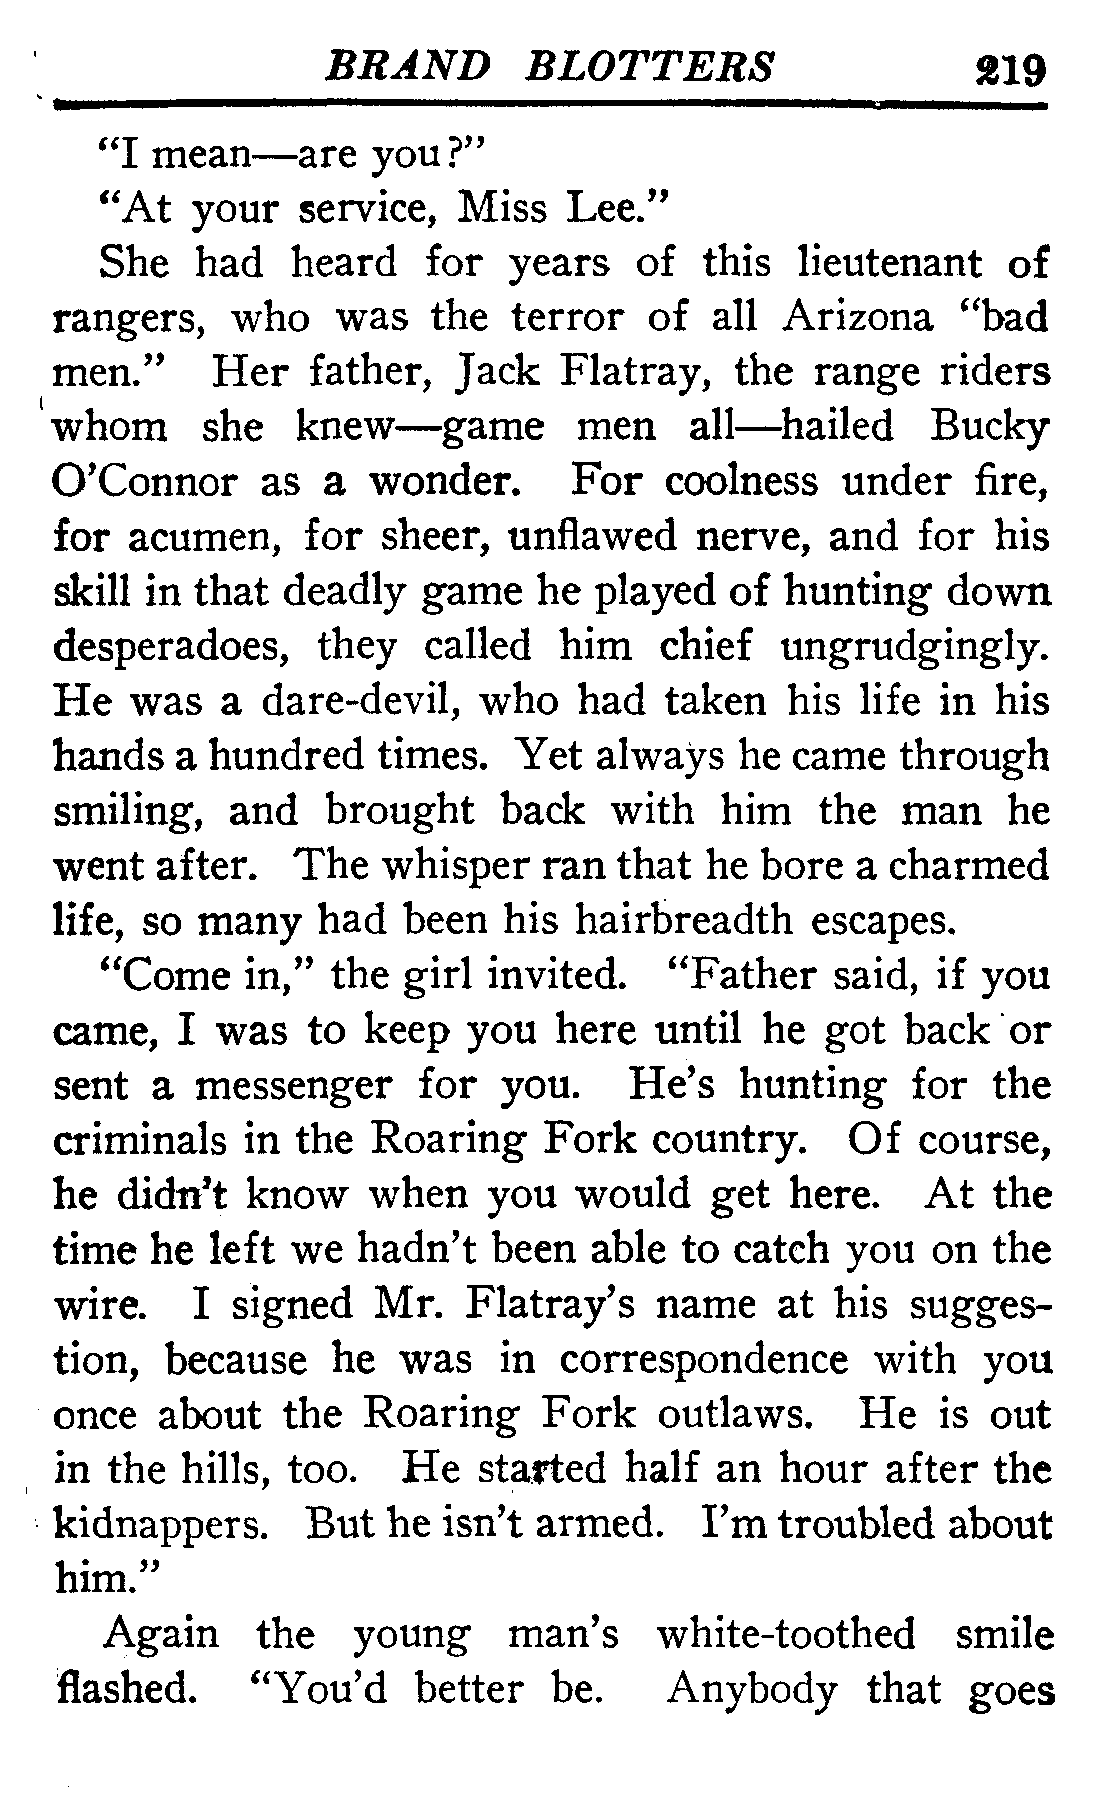 BRAND BLOTTERS 219
“I mean—are you?”
“At your service, Miss Lee.”
She had heard for years of this lieutenant of
rangers, who was the terror of all Arizona “bad
men.” Her father, Jack Flatray, the range riders
whom she knew—game men all—hailed Bucky
O’Connor as a wonder. For coolness under fire,
for acumen, for sheer, unflawed nerve, and for his
skill in that deadly game he played of hunting down
desperadoes, they called him chief ungrudgingly.
He was a dare-devil, who had taken his life in his
hands a hundred times. Yet always he came through
smiling, and brought back with him the man he
went after. The whisper ran that he bore a charmed
life, so many had been his hairbreadth escapes.
“Come in,” the girl invited. “Father said, if you
came, I was to keep you here until he got back or
sent a messenger for you. He’s hunting for the
criminals in the Roaring Fork country. Of course,
he didn’t know when you would get here. At the
time he left we hadn’t been able to catch you on the
wire. I signed Mr. Flatray’s name at his sugges-
tion, because he was in correspondence with you
once about the Roaring Fork outlaws. He is out
in the hills, too. He started half an hour after the
kidnappers. But he isn’t armed. I’m troubled about
him.”
Again the young man’s white-toothed smile
flashed. “You’d better be. Anybody that goes